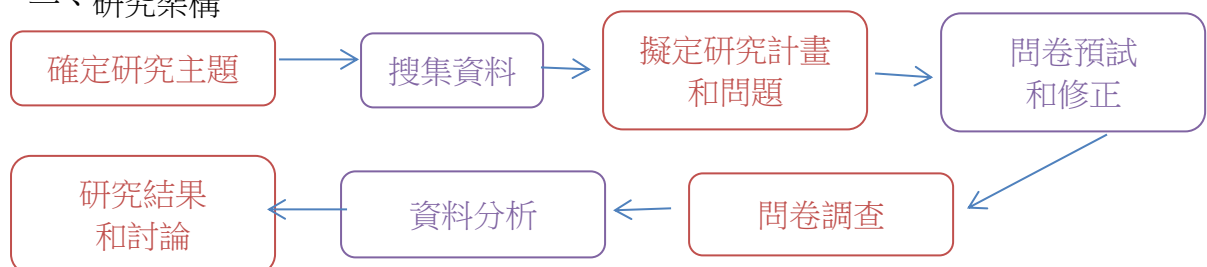 、研究架構
確定研究主題
搜集資料
擬定研究計畫
和問題
問卷預試
和修正
問卷調查
資料分析
研究結果
和討論